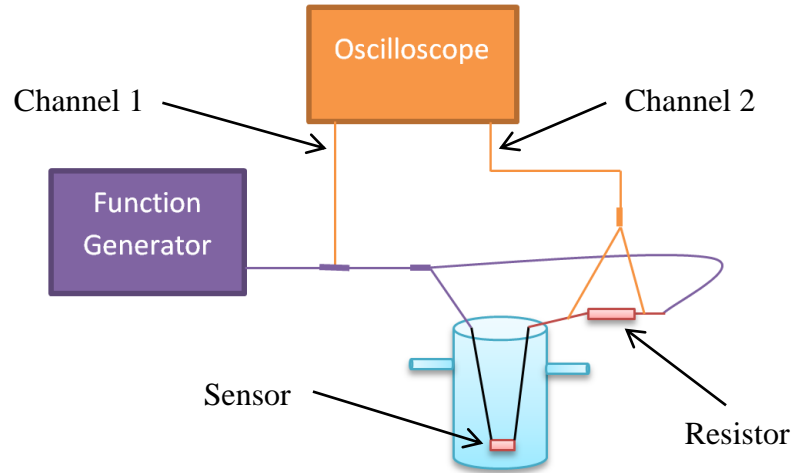 Oscilloscope
Channel 1
Channel 2
Function
Generator
Sensor
Resistor